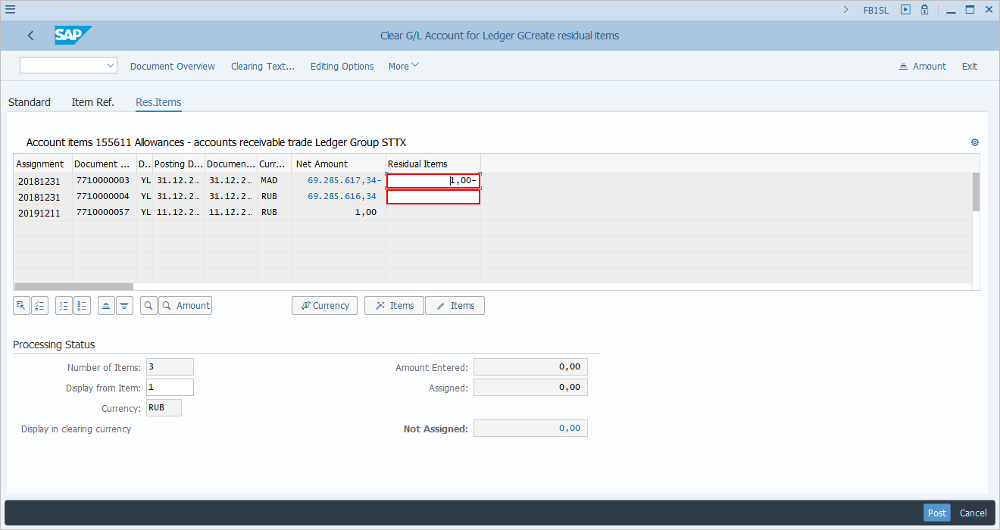 FB1SL
SAP
Clear G/L Account for Ledger GCreate residual items
Document Overview Clearing Text... Editing Options More Amount Exit
Standard Item Ref. Res.Items
Account items 155611 Allowances - accounts receivable trade Ledger Group STTX
Assignment Document ... D.. Posting D... Documen... Curr... Net Amount Residual Items
20181231 7710000003 YL 31.12.2... 31.12.2... MAD 69.285.617,34- 1,00-
20181231 7710000004 YL 31.12.2... 31.12.2... RUB 69.285.616,34
20191211 7710000057 YL 11.12.2... 11.12.2... RUB 1,00
Amount Currency Items Items
Processing Status
Number of Items: 3 Amount Entered: 0,00
Display from Item: 1 Assigned: 0,00
Currency: RUB
Display in clearing currency Not Assigned: 0,00
Post Cancel